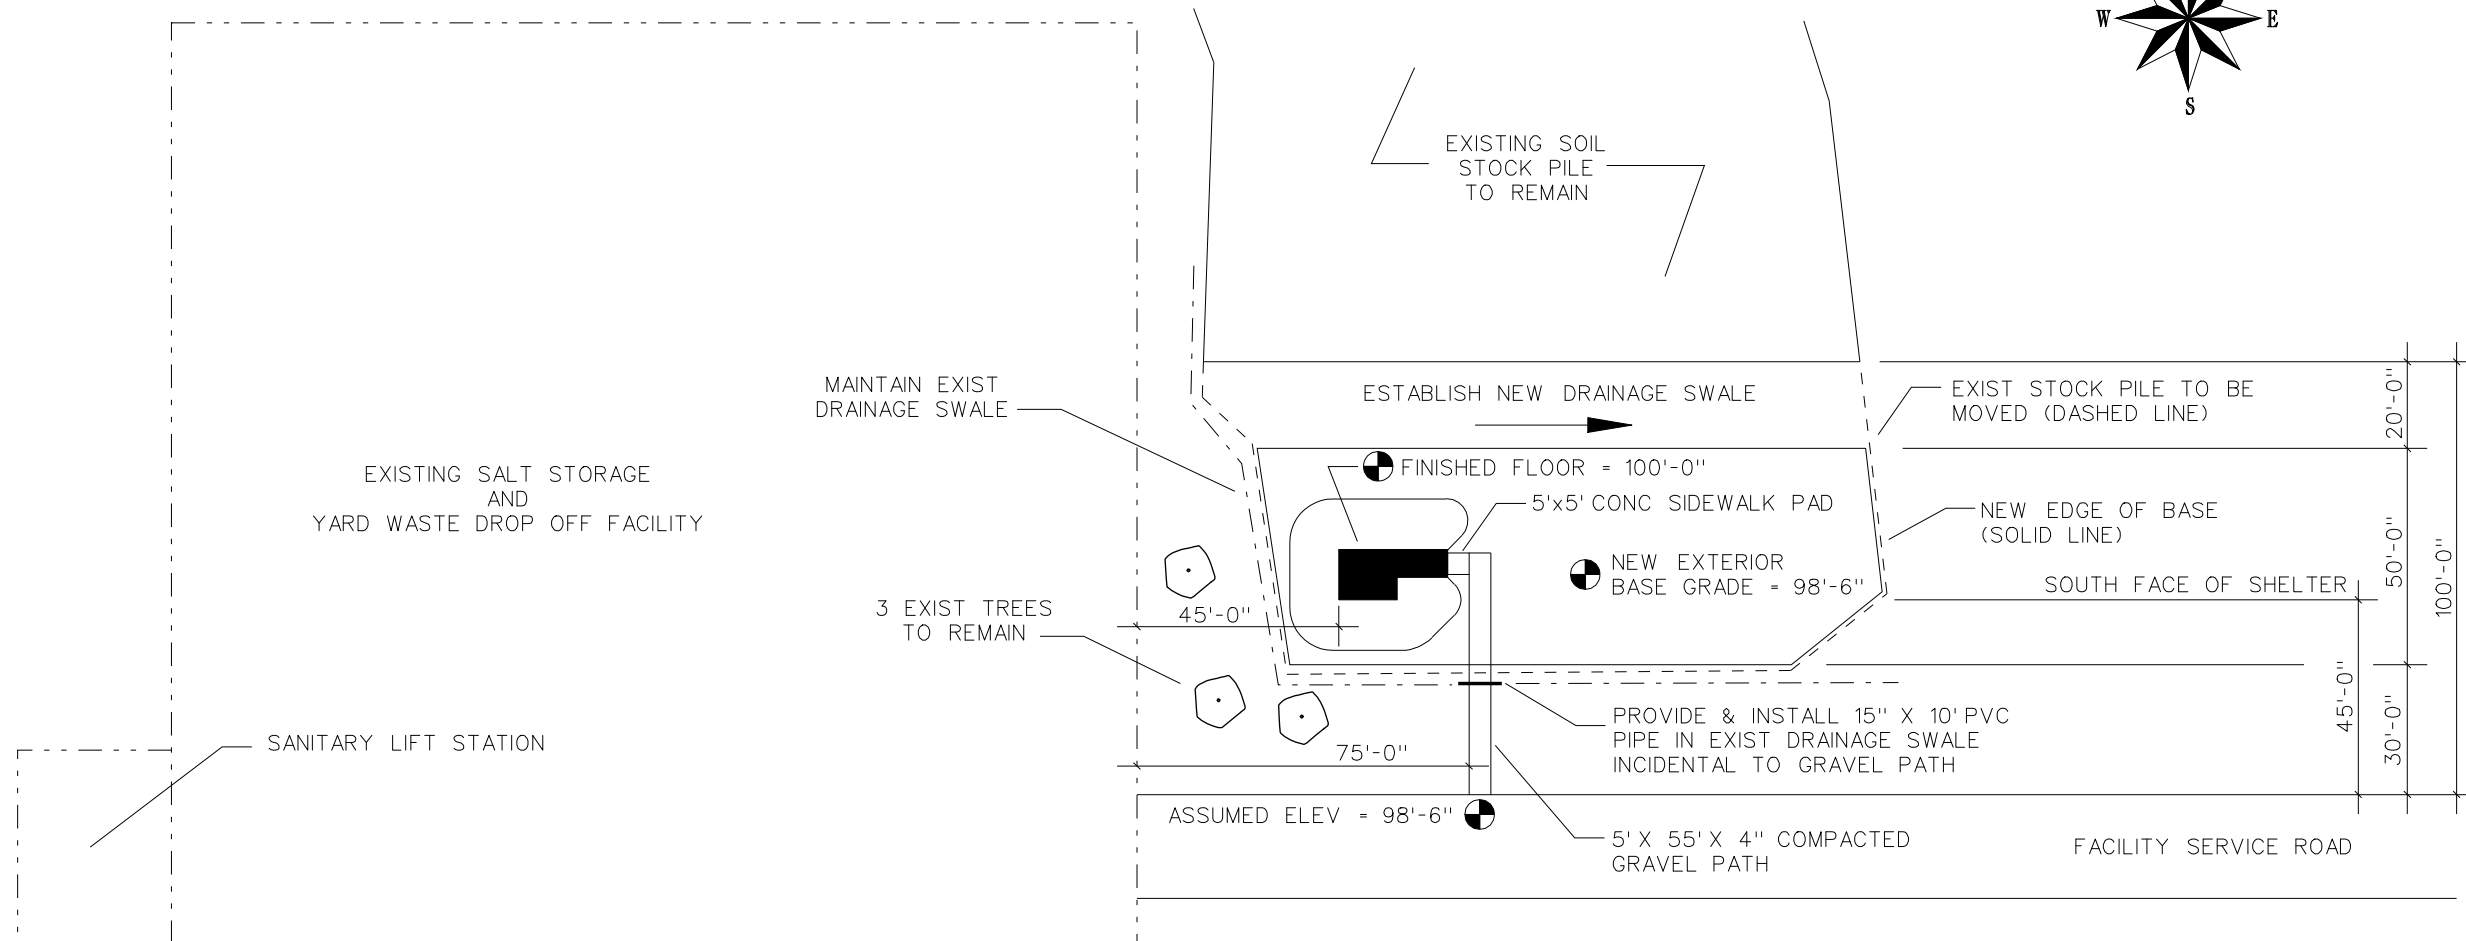 W
E
S
EXISTING SOIL
STOCK PILE
TO REMAIN
MAINTAIN EXIST
DRAINAGE SWALE
ESTABLISH NEW DRAINAGE SWALE
EXIST STOCK PILE TO BE
MOVED (DASHED LINE)
20'-0"
EXISTING SALT STORAGE
AND
YARD WASTE DROP OFF FACILITY
FINISHED FLOOR = 100'-0"
5'x5' CONC SIDEWALK PAD
NEW EDGE OF BASE
(SOLID LINE)
NEW EXTERIOR
BASE GRADE = 98'-6"
50'-0"
100'-0"
SOUTH FACE OF SHELTER
3 EXIST TREES
TO REMAIN
45'-0"
45'-0"
30'-0"
PROVIDE & INSTALL 15" X 10' PVC
PIPE IN EXIST DRAINAGE SWALE
INCIDENTAL TO GRAVEL PATH
SANITARY LIFT STATION
75'-0"
ASSUMED ELEV = 98'-6"
5' X 55' X 4" COMPACTED
GRAVEL PATH
FACILITY SERVICE ROAD